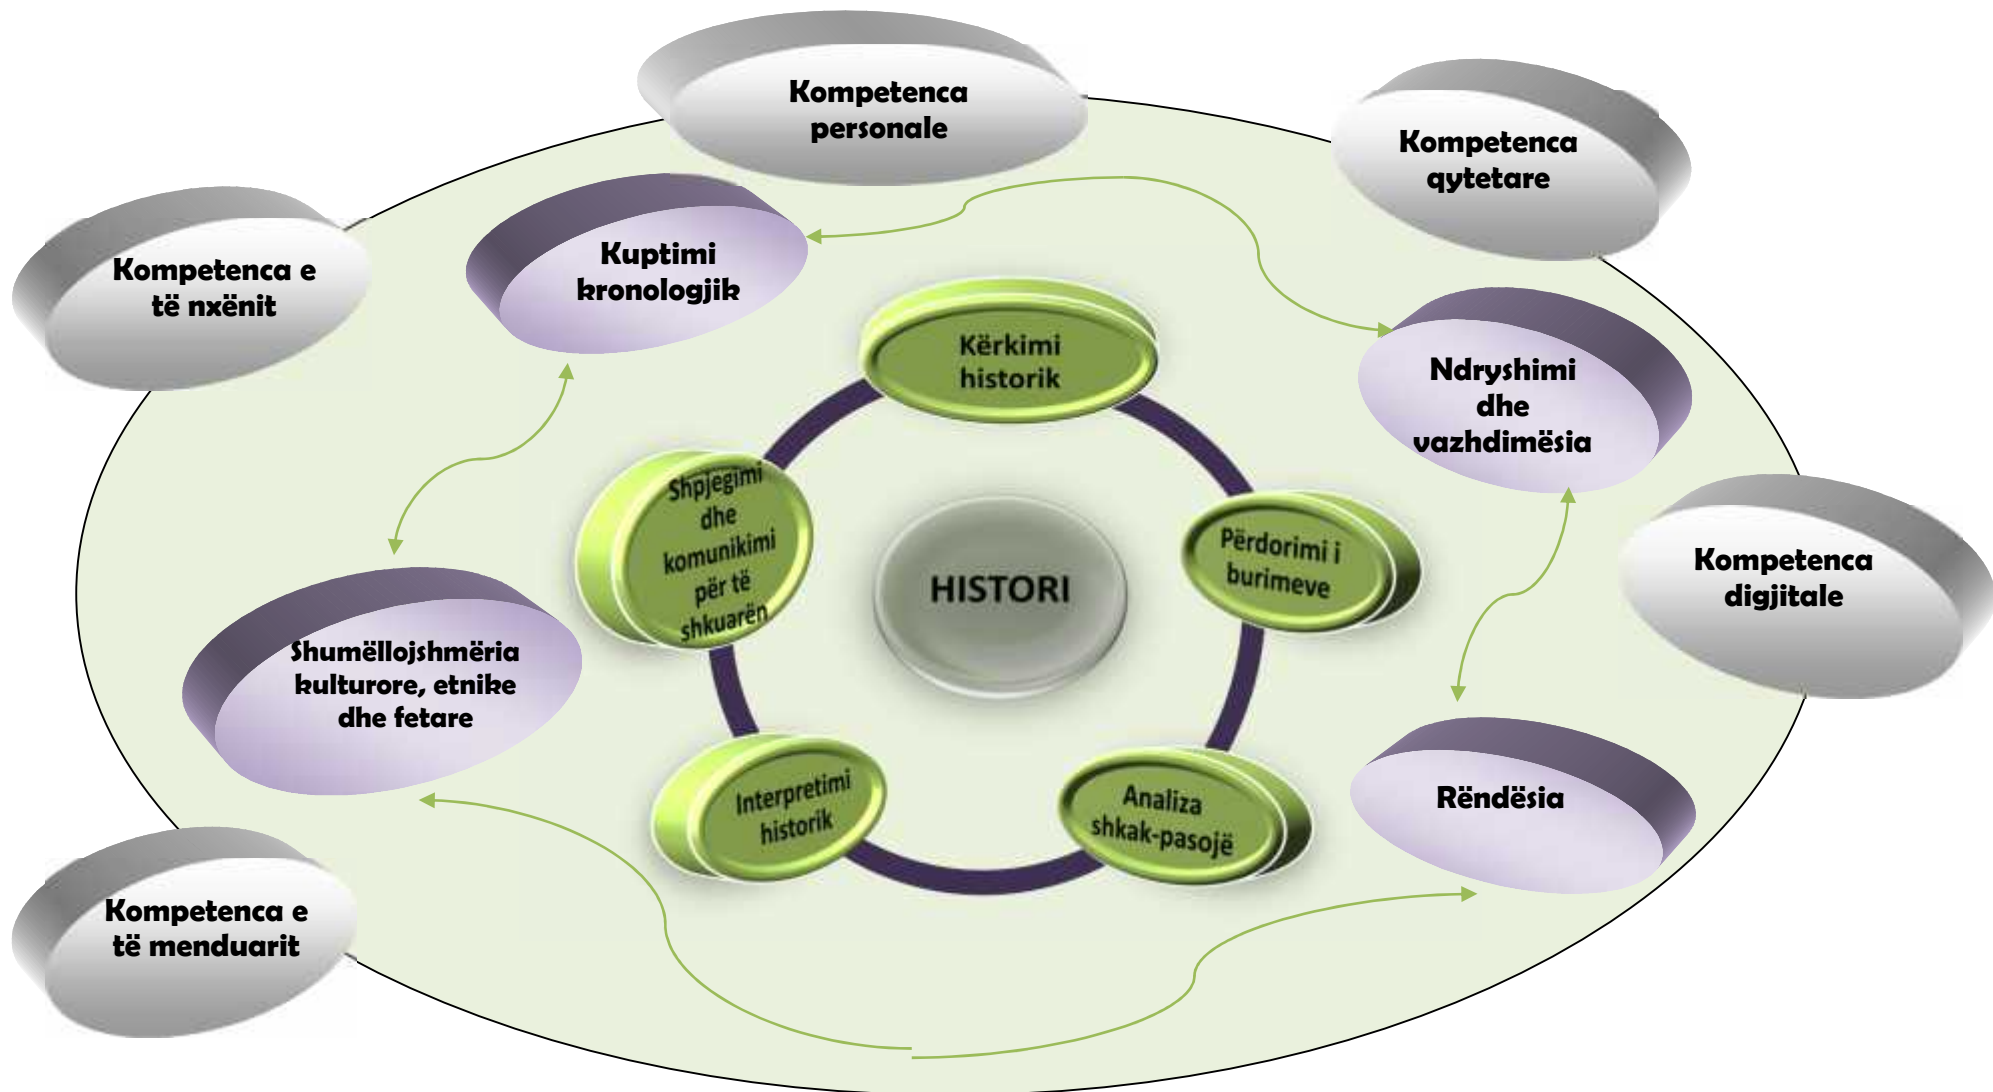 Kompetenca
personale
Kompetenca
qytetare
Kompetenca e
të nxënit
Kuptimi
kronologjik
Kërkimi
historik
Ndryshimi
dhe
vazhdimësia
Shpjegimi
dhe
komunikimi
për të
shkuarën
HISTORI
Përdorimi i
burimeve
Kompetenca
digjitale
Shumëllojshmëria
kulturore, etnike
dhe fetare
Interpretimi
historik
Analiza
shkak-pasojë
Rëndësia
Kompetenca e
të menduarit